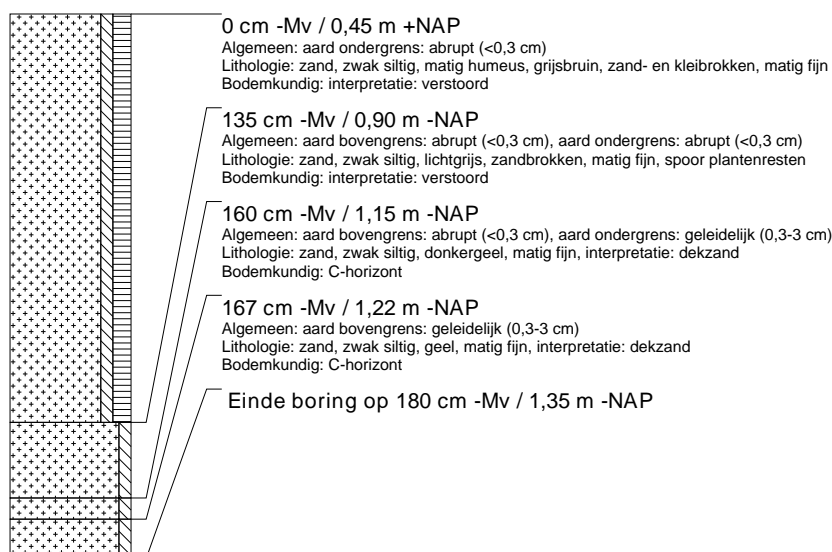 0 cm -Mv / 0,45 m +NAP
Algemeen: aard ondergrens: abrupt (<0,3 cm)
Lithologie: zand, zwak siltig, matig humeus, grijsbruin, zand- en kleibrokken, matig fijn
Bodemkundig: interpretatie: verstoord
135 cm -Mv / 0,90 m -NAP
Algemeen: aard bovengrens: abrupt (<0,3 cm), aard ondergrens: abrupt (<0,3 cm)
Lithologie: zand, zwak siltig, lichtgrijs, zandbrokken, matig fijn, spoor plantenresten
Bodemkundig: interpretatie: verstoord
160 cm -Mv / 1,15 m -NAP
Algemeen: aard bovengrens: abrupt (<0,3 cm), aard ondergrens: geleidelijk (0,3-3 cm)
Lithologie: zand, zwak siltig, donkergeel, matig fijn, interpretatie: dekzand
Bodemkundig: C-horizont
167 cm -Mv / 1,22 m -NAP
Algemeen: aard bovengrens: geleidelijk (0,3-3 cm)
Lithologie: zand, zwak siltig, geel, matig fijn, interpretatie: dekzand
Bodemkundig: C-horizont
Einde boring op 180 cm -Mv / 1,35 m -NAP